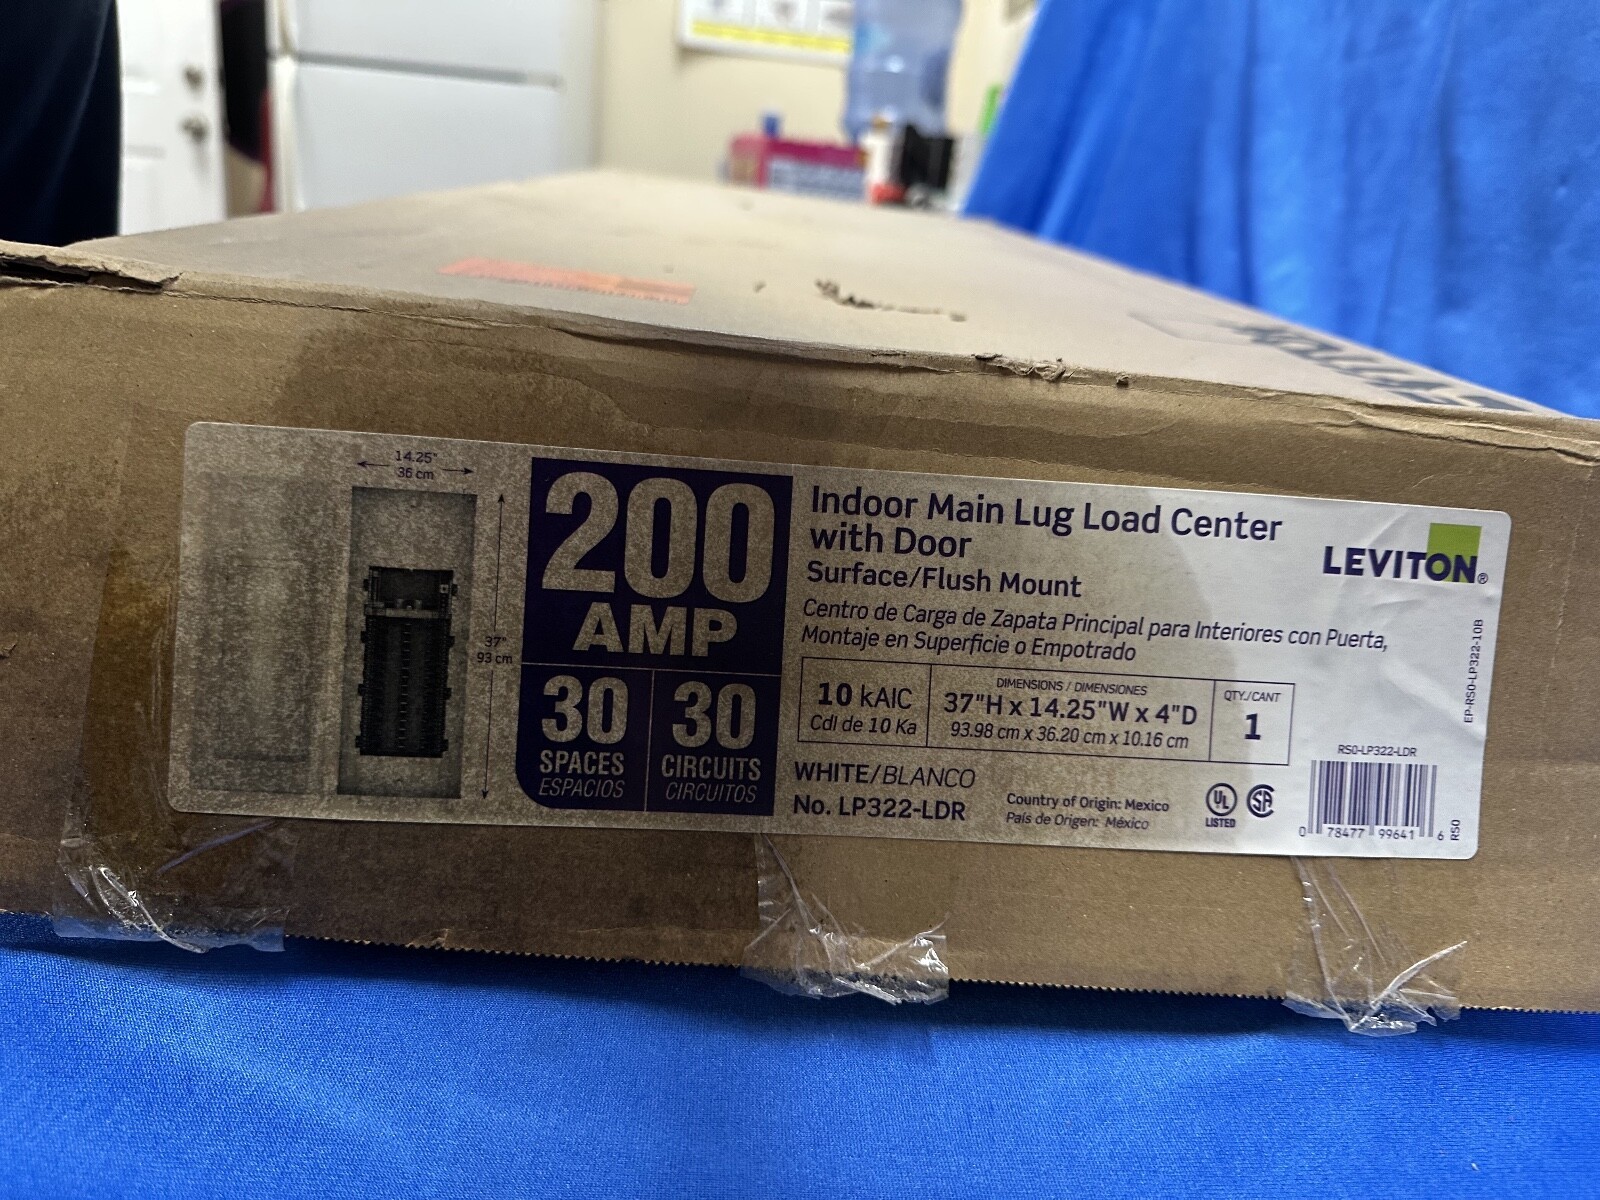 14.25"
36 cm
37"
93 cm
200
AMP
30
SPACES
ESPACIOS
30
CIRCUITS
CIRCUITOS
Indoor Main Lug Load Center
with Door
Surface/Flush Mount
Centro de Carga de Zapata Principal para Interiores con Puerta,
Montaje en Superficie o Empotrado
10 kAIC
CdI de 10 Ka
DIMENSIONS / DIMENSIONES
37"H x 14.25"W x 4"D
93.98 cm x 36.20 cm x 10.16 cm
QTY./CANT
1
WHITE/BLANCO
No. LP322-LDR
Country of Origin: Mexico
País de Origen: México
UL
LISTED
SA
LEVITON®
EP-RS0-LP322-10B
RS0-LP322-LDR
0 78477 99641 6
RS0